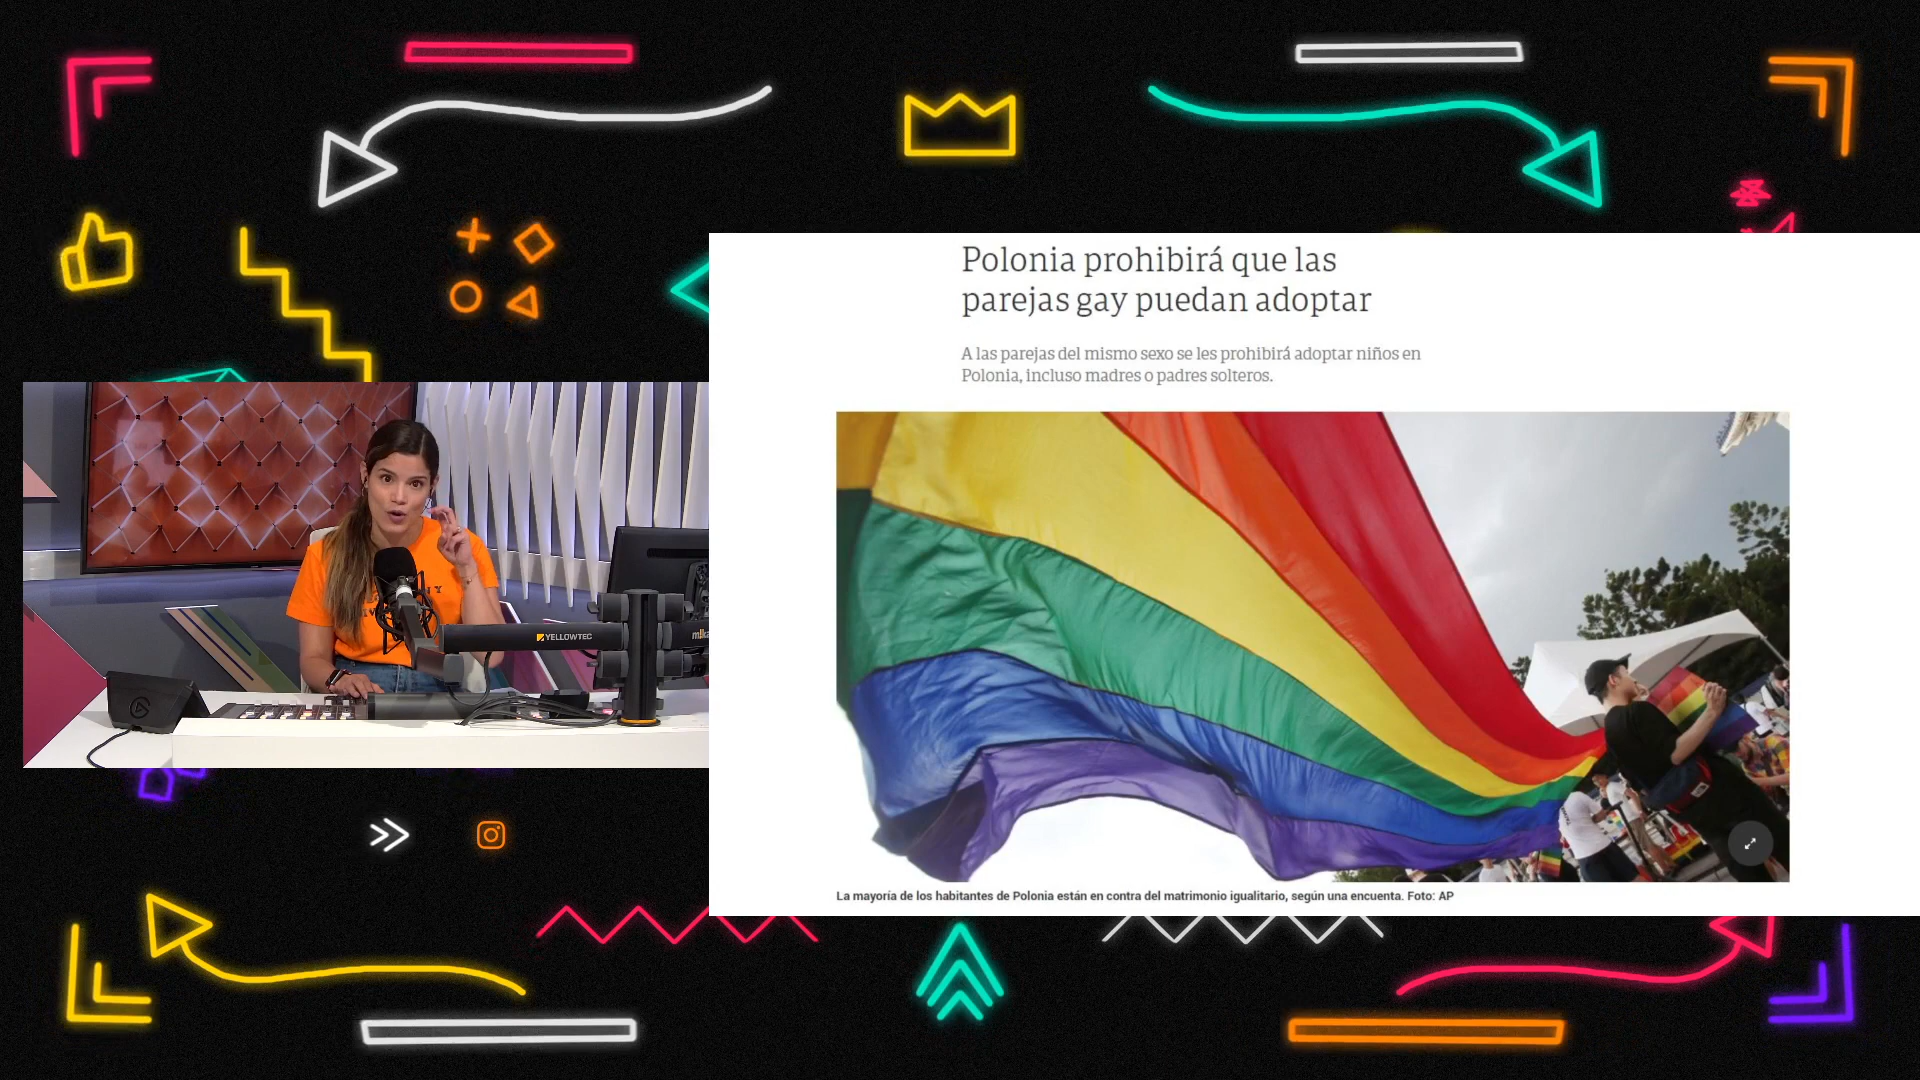 Polonia prohibirá que las
parejas gay puedan adoptar
A las parejas del mismo sexo se les prohibirá adoptar niños en
Polonia, incluso madres o padres solteros.
YELLOWTEC
La mayoría de los habitantes de Polonia están en contra del matrimonio igualitario, según una encuenta. Foto: AP